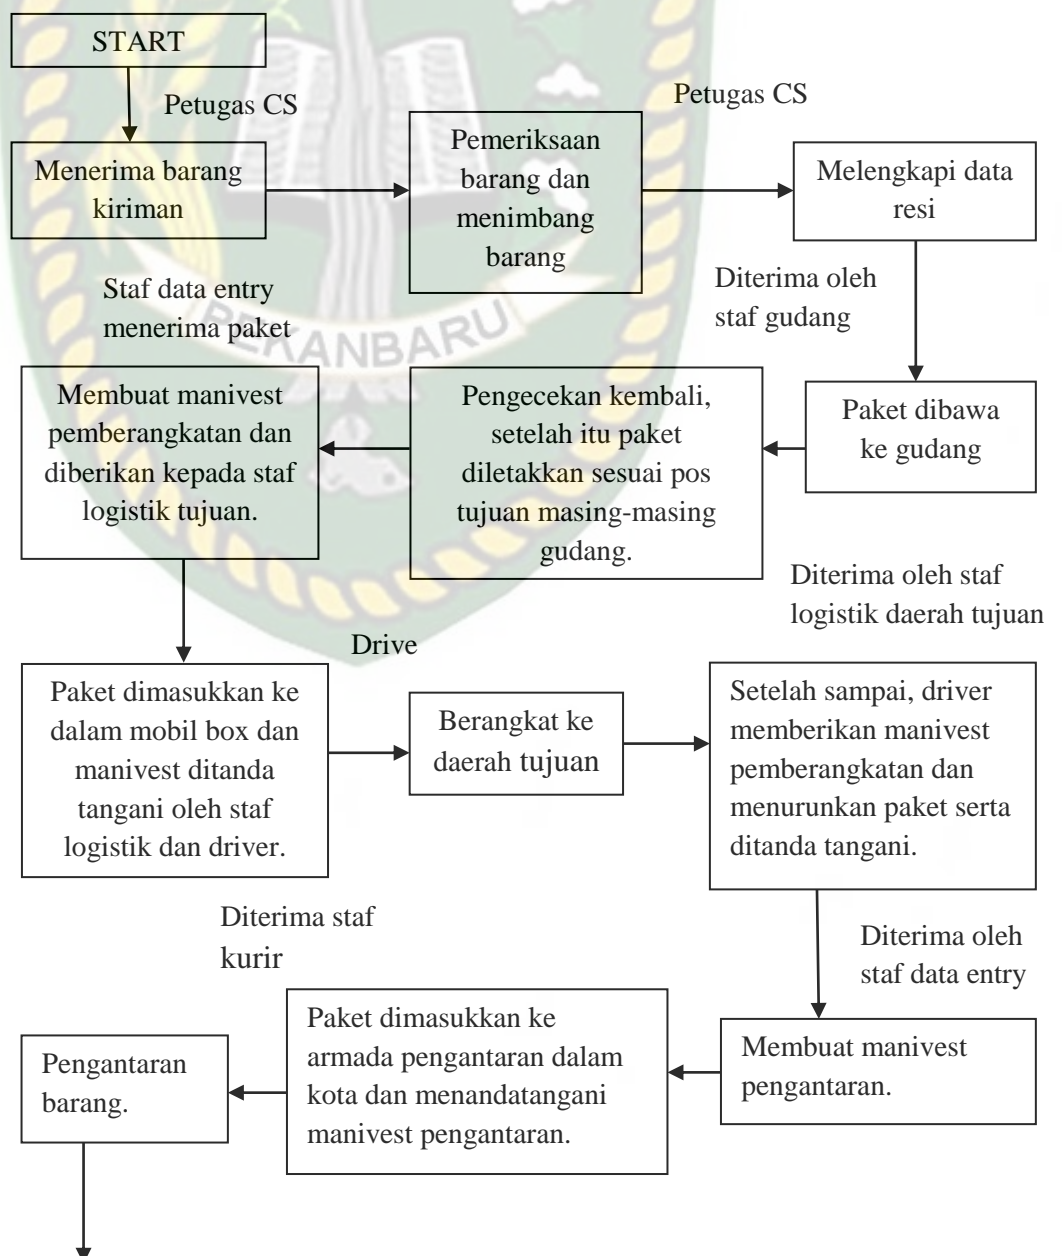 START
Petugas CS
Petugas CS
Menerima barang
kiriman
Pemeriksaan
barang dan
menimbang
barang
Melengkapi data
resi
Staf data entry
menerima paket
Diterima oleh
staf gudang
PEKANBARU
Membuat manivest
pemberangkatan dan
diberikan kepada staf
logistik tujuan.
Pengecekan kembali,
setelah itu paket
diletakkan sesuai pos
tujuan masing-masing
gudang.
Paket dibawa
ke gudang
Diterima oleh staf
logistik daerah tujuan
Drive
Paket dimasukkan ke
dalam mobil box dan
manivest ditanda
tangani oleh staf
logistik dan driver.
Berangkat ke
daerah tujuan
Setelah sampai, driver
memberikan manivest
pemberangkatan dan
menurunkan paket serta
ditanda tangani.
Diterima staf
kurir
Diterima oleh
staf data entry
Pengantaran
barang.
Paket dimasukkan ke
armada pengantaran dalam
kota dan menandatangani
manivest pengantaran.
Membuat manivest
pengantaran.